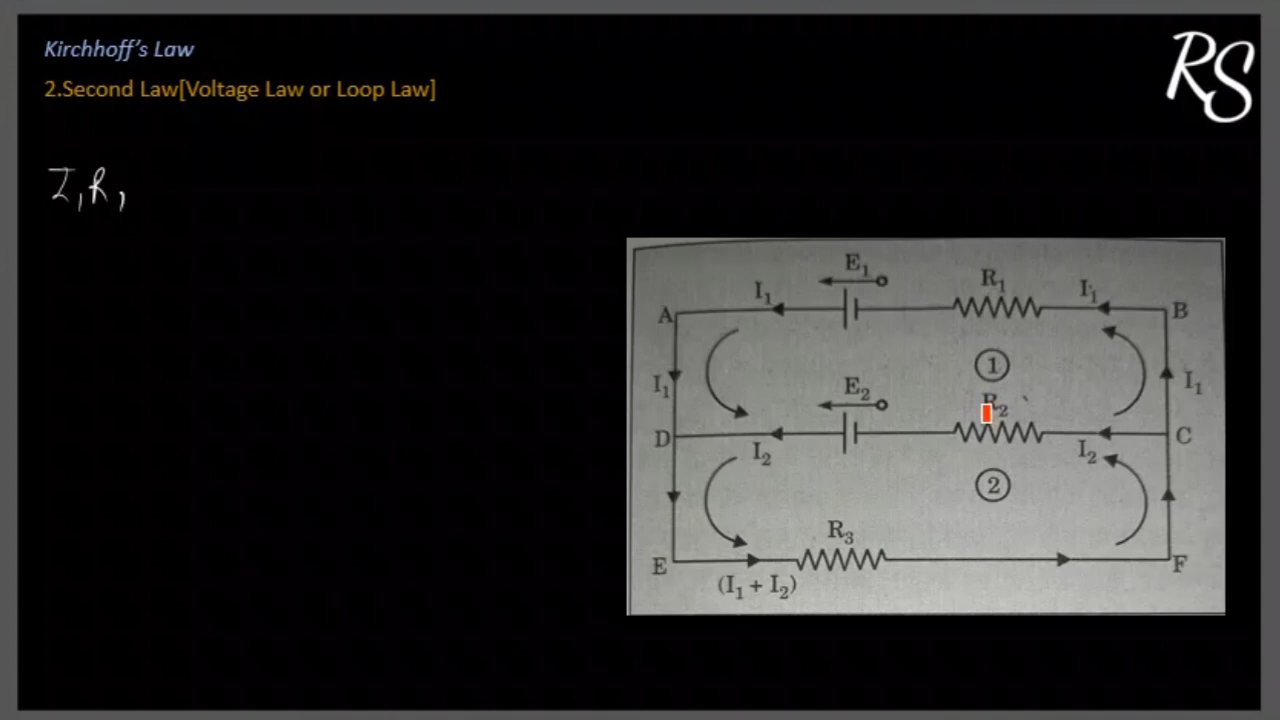 Kirchhoff's Law
RS
2.Second Law[Voltage Law or Loop Law]
I₁R₁
E₁
R₁
I₁
I₁
A
B
①
I₁
I₁
E₂
R₂
D
C
I₂
I₂
②
R₃
E
F
(I₁ + I₂)